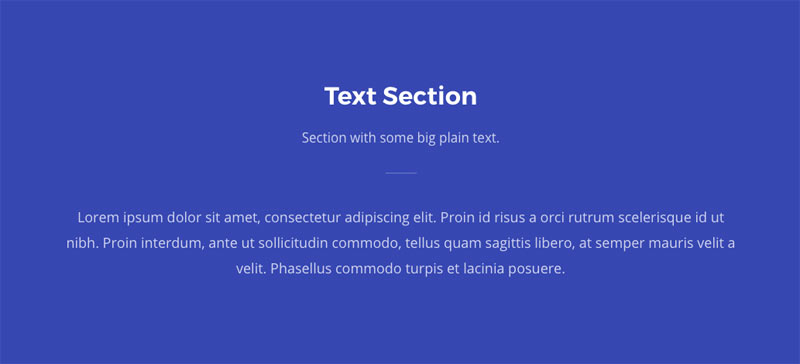 Text Section
Section with some big plain text.
Lorem ipsum dolor sit amet, consectetur adipiscing elit. Proin id risus a orci rutrum scelerisque id ut
nibh. Proin interdum, ante ut sollicitudin commodo, tellus quam sagittis libero, at semper mauris velit a
velit. Phasellus commodo turpis et lacinia posuere.